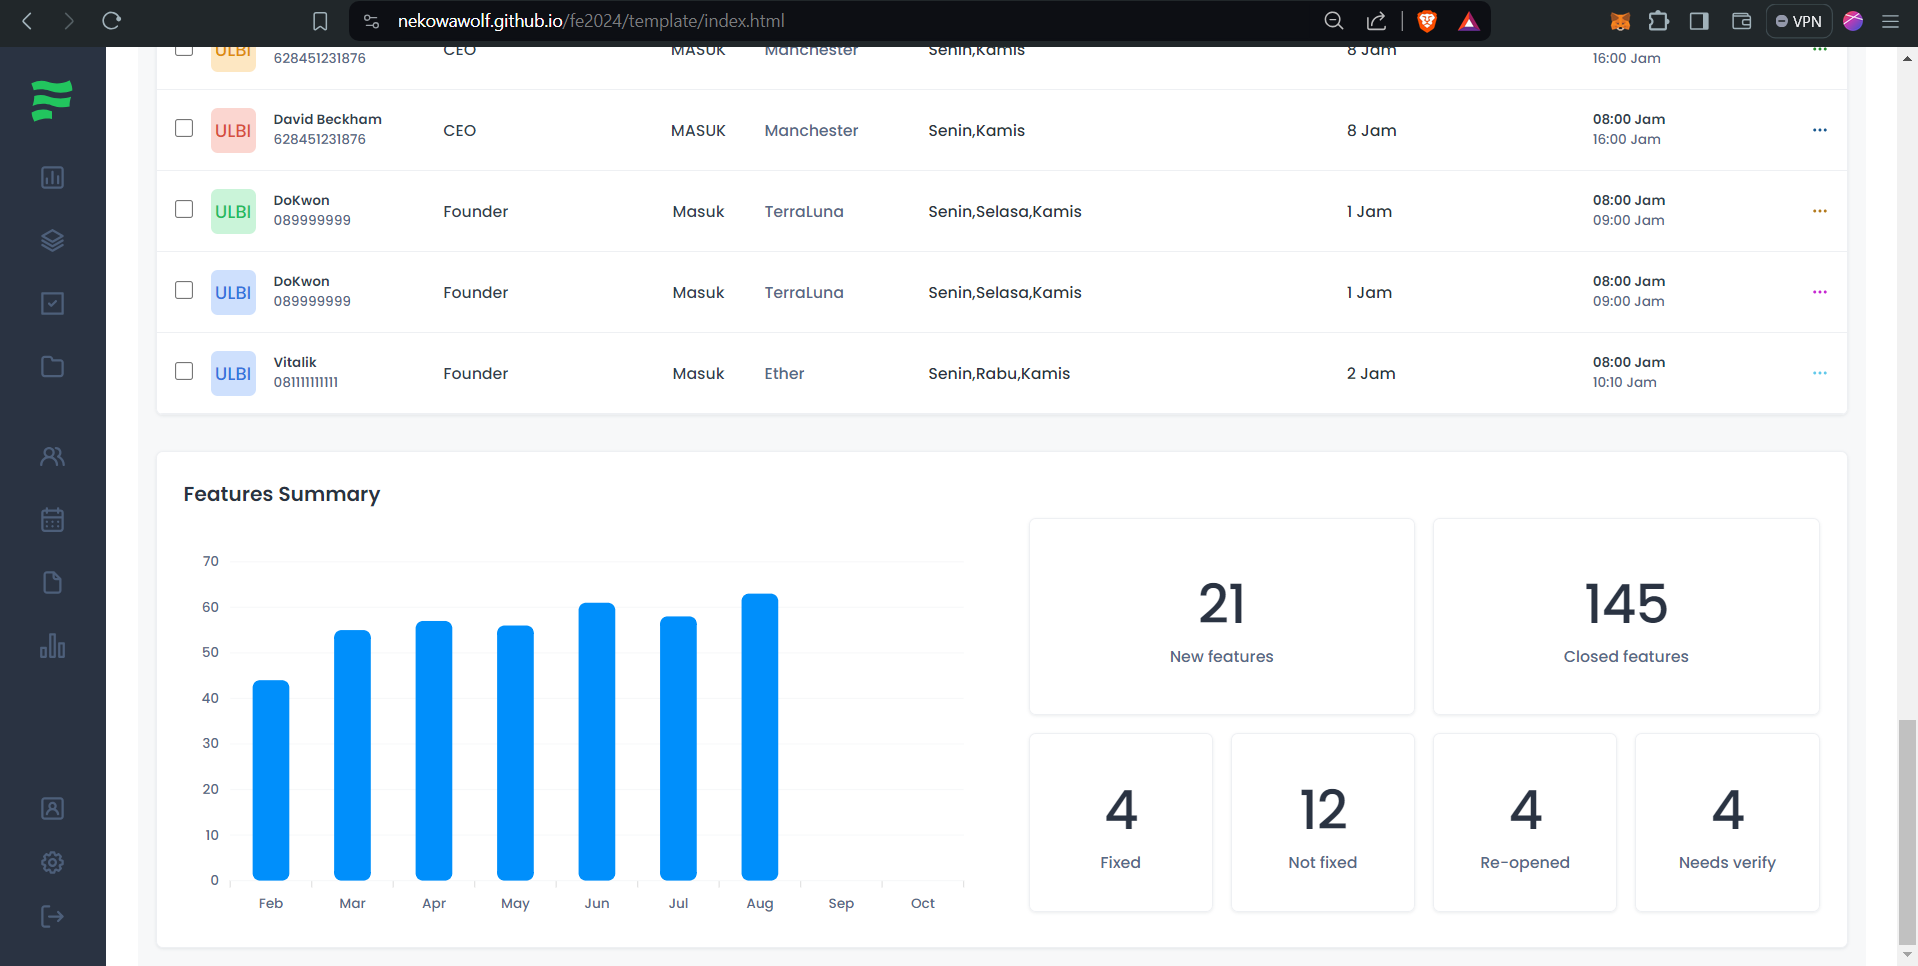 nekowawolf.github.io/fe2024/template/index.html
VPN
ULBI
628451231876
CEO
MASUK
Manchester
Senin,Kamis
8 Jam
16:00 Jam
ULBI
David Beckham
628451231876
CEO
MASUK
Manchester
Senin,Kamis
8 Jam
08:00 Jam
16:00 Jam
ULBI
DoKwon
089999999
Founder
Masuk
TerraLuna
Senin,Selasa,Kamis
1 Jam
08:00 Jam
09:00 Jam
ULBI
DoKwon
089999999
Founder
Masuk
TerraLuna
Senin,Selasa,Kamis
1 Jam
08:00 Jam
09:00 Jam
ULBI
Vitalik
081111111111
Founder
Masuk
Ether
Senin,Rabu,Kamis
2 Jam
08:00 Jam
10:10 Jam
Features Summary
70
60
50
40
30
20
10
0
Feb
Mar
Apr
May
Jun
Jul
Aug
Sep
Oct
21
New features
145
Closed features
4
Fixed
12
Not fixed
4
Re-opened
4
Needs verify